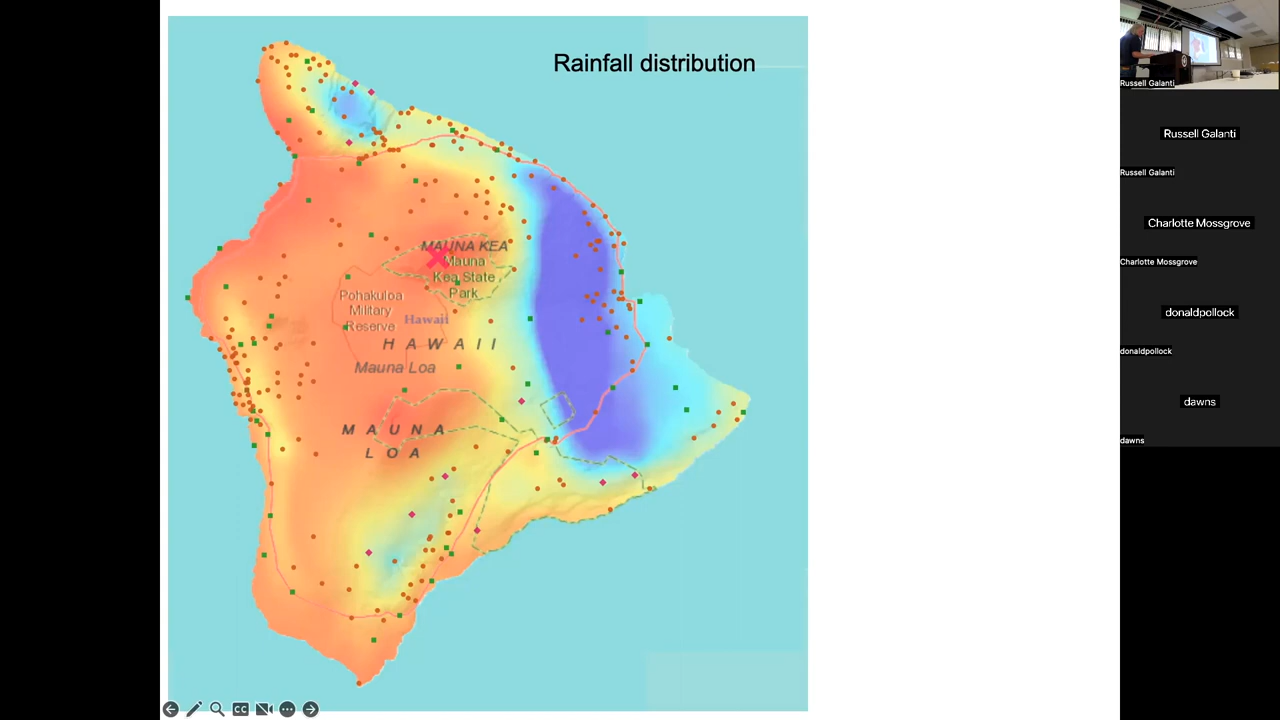 Rainfall distribution
MAUNA KEA
Mauna
Kea State
Park
Pohakuloa
Military
Reserve
Hawaii
H A W A I I
Mauna Loa
M A U N A
L O A
CC
Russell Galanti
Russell Galanti
Russell Galanti
Charlotte Mossgrove
Charlotte Mossgrove
donaldpollock
donaldpollock
dawns
dawns